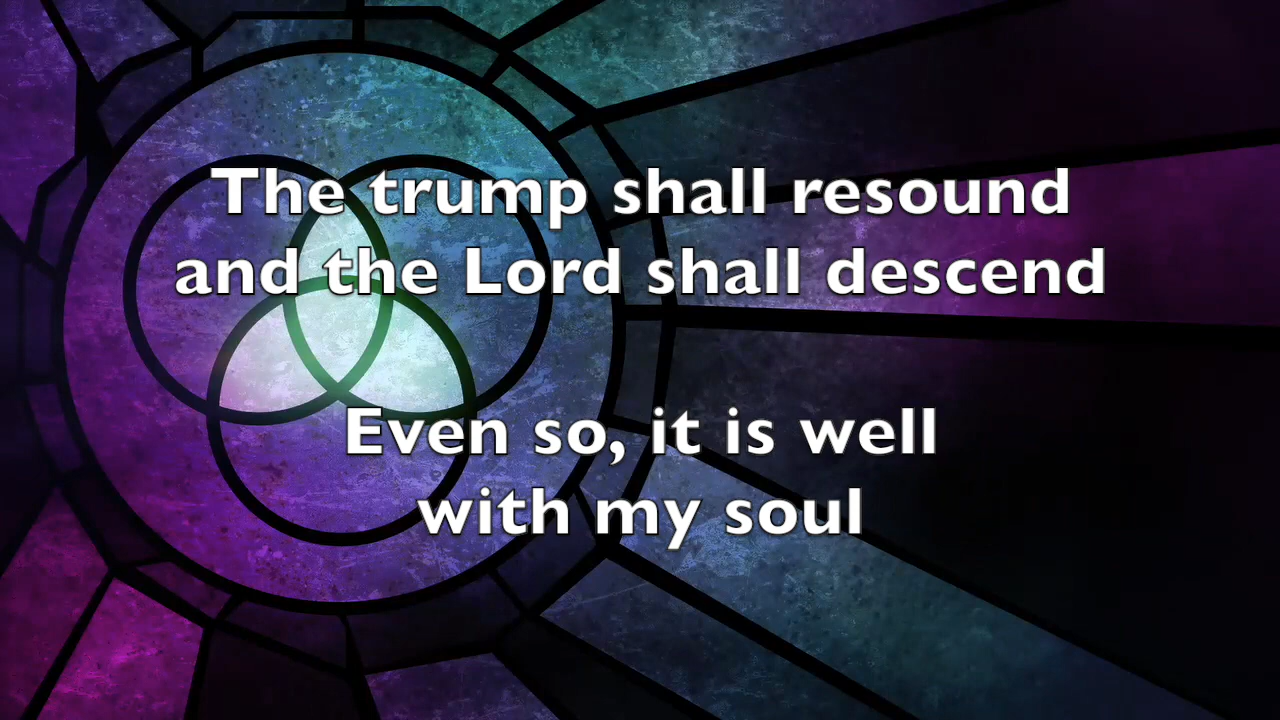 The trump shall resound
and the Lord shall descend
Even so, it is well
with my soul